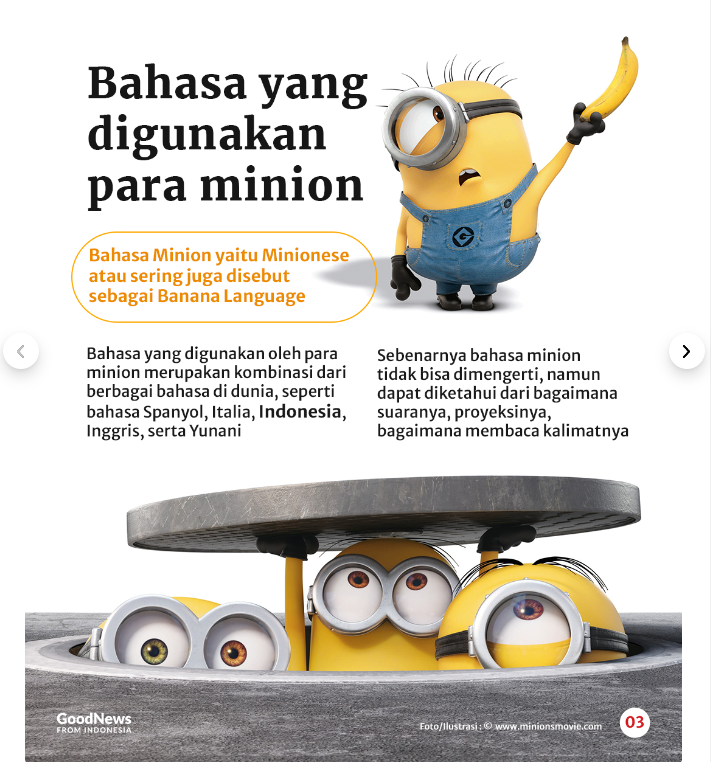 Bahasa yang
digunakan
para minion
Bahasa Minion yaitu Minionese
atau sering juga disebut
sebagai Banana Language
Bahasa yang digunakan oleh para
minion merupakan kombinasi dari
berbagai bahasa di dunia, seperti
bahasa Spanyol, Italia, Indonesia,
Inggris, serta Yunani
Sebenarnya bahasa minion
tidak bisa dimengerti, namun
dapat diketahui dari bagaimana
suaranya, proyeksinya,
bagaimana membaca kalimatnya
GoodNews
FROM INDONESIA
Foto/Ilustrasi : © www.minionsmovie.com
03